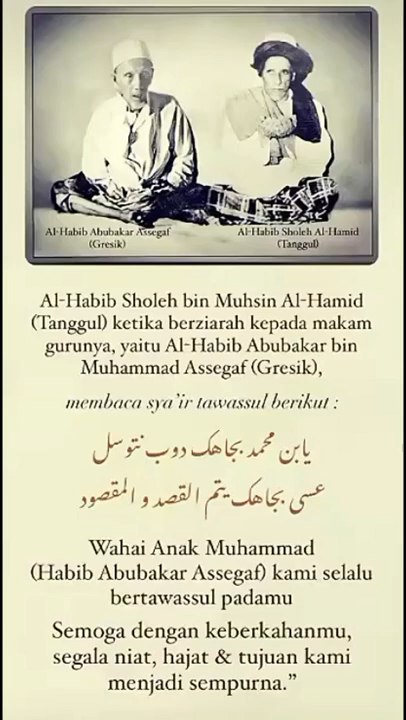 Al-Habib Abubakar Assegaf
(Gresik)
Al-Habib Sholeh Al-Hamid
(Tanggul)
Al-Habib Sholeh bin Muhsin Al-Hamid
(Tanggul) ketika berziarah kepada makam
gurunya, yaitu Al-Habib Abubakar bin
Muhammad Assegaf (Gresik),
membaca sya'ir tawassul berikut :
يابن محمد بجاهك دوب نتوسل
عسى بجاهك يتم القصد و المقصود
Wahai Anak Muhammad
(Habib Abubakar Assegaf) kami selalu
bertawassul padamu
Semoga dengan keberkahanmu,
segala niat, hajat & tujuan kami
menjadi sempurna.”